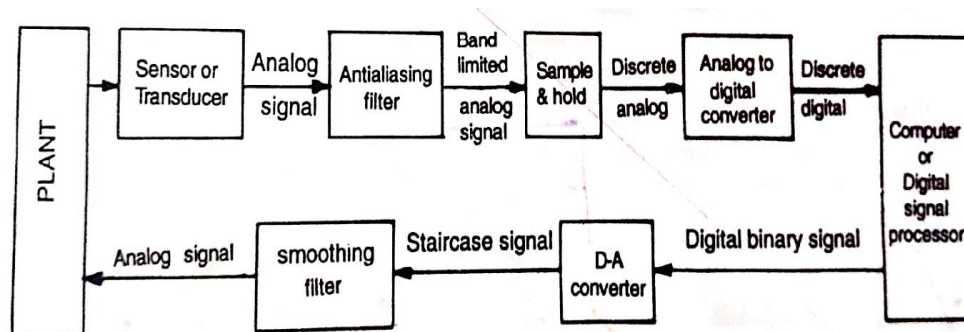 PLANT
Sensor or
Transducer
Analog
signal
Antialiasing
filter
Band
limited
analog
signal
Sample
& hold
Discrete
analog
Analog to
digital
converter
Discrete
digital
Computer
or
Digital
signal
processor
Digital binary signal
D-A
converter
Staircase signal
smoothing
filter
Analog signal